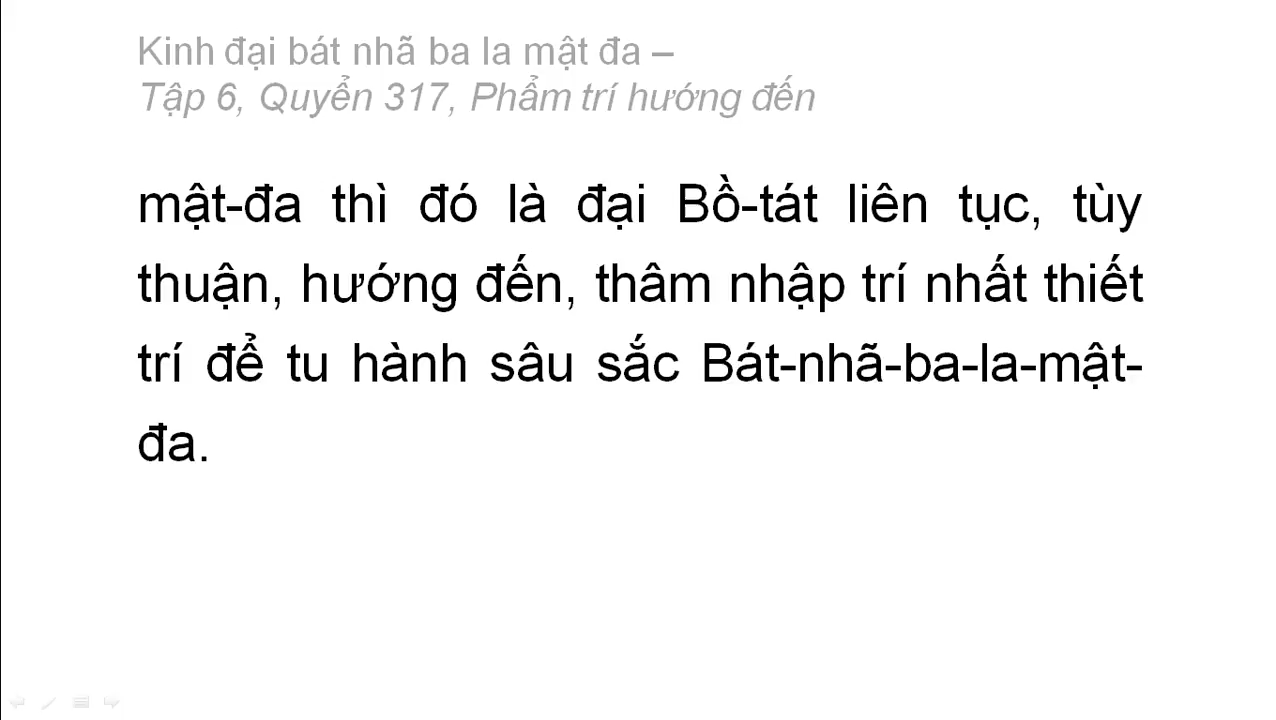 Kinh đại bát nhã ba la mật đa –
Tập 6, Quyển 317, Phẩm trí hướng đến
mật-đa thì đó là đại Bồ-tát liên tục, tùy
thuận, hướng đến, thâm nhập trí nhất thiết
trí để tu hành sâu sắc Bát-nhã-ba-la-mật-
đa.